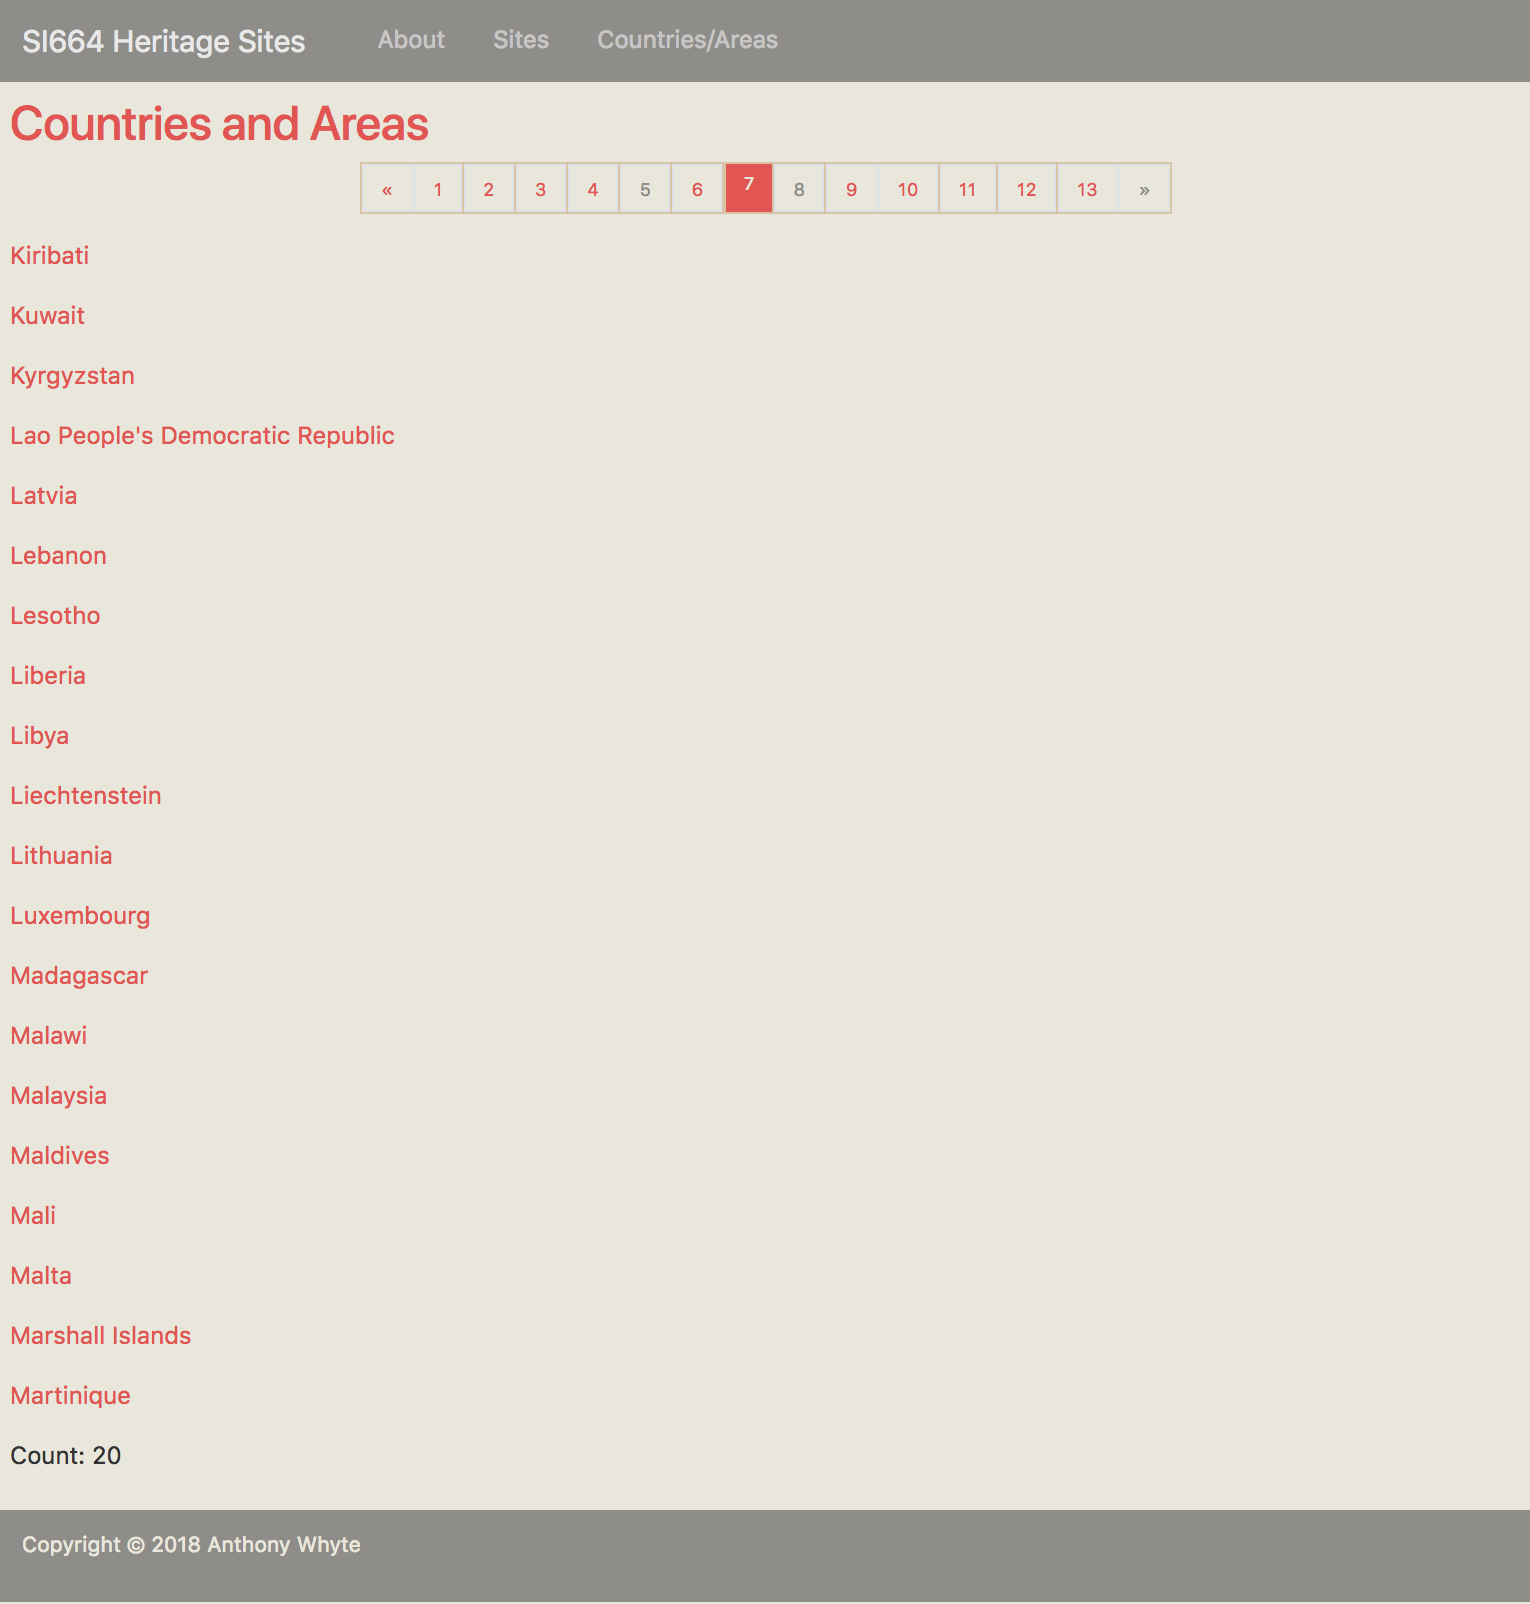 SI664 Heritage Sites About Sites Countries/Areas
Countries and Areas
« 1 2 3 4 5 6 7 8 9 10 11 12 13 »
Kiribati
Kuwait
Kyrgyzstan
Lao People's Democratic Republic
Latvia
Lebanon
Lesotho
Liberia
Libya
Liechtenstein
Lithuania
Luxembourg
Madagascar
Malawi
Malaysia
Maldives
Mali
Malta
Marshall Islands
Martinique
Count: 20
Copyright © 2018 Anthony Whyte